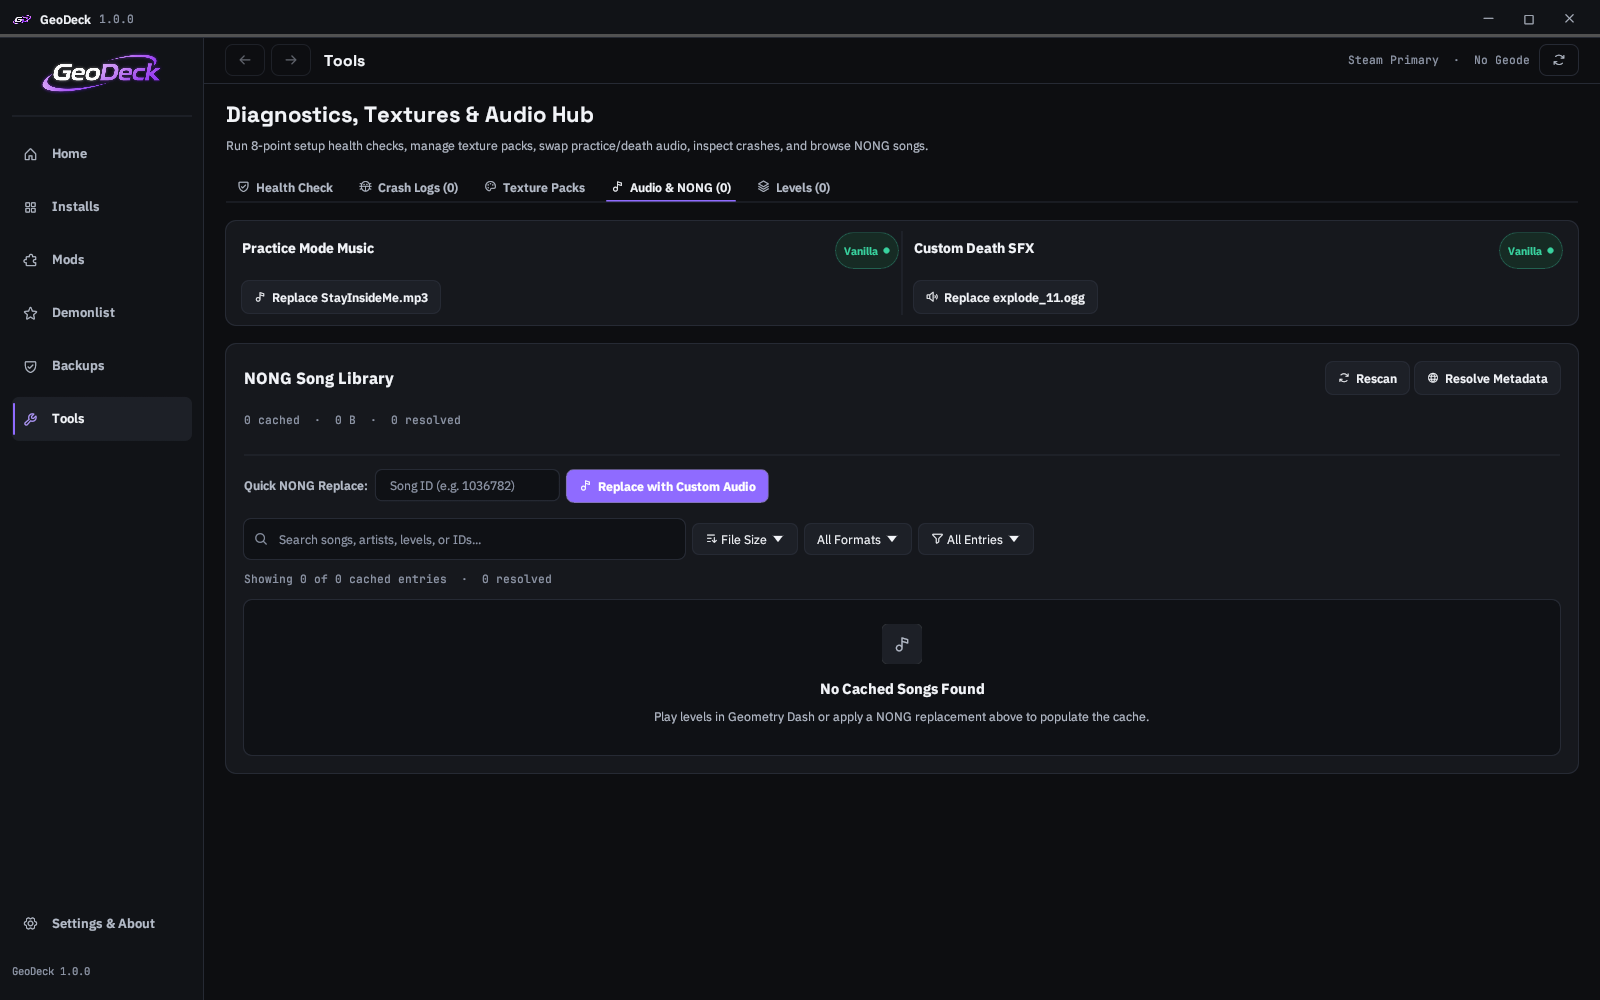 GeoDeck 1.0.0
GeoDeck
Home
Installs
Mods
Demonlist
Backups
Tools
Settings & About
GeoDeck 1.0.0
Tools
Steam Primary · No Geode
Diagnostics, Textures & Audio Hub
Run 8-point setup health checks, manage texture packs, swap practice/death audio, inspect crashes, and browse NONG songs.
Health Check Crash Logs (0) Texture Packs Audio & NONG (0) Levels (0)
Practice Mode Music Vanilla
Replace StayInsideMe.mp3
Custom Death SFX Vanilla
Replace explode_11.ogg
NONG Song Library Rescan Resolve Metadata
0 cached · 0 B · 0 resolved
Quick NONG Replace: Song ID (e.g. 1036782) Replace with Custom Audio
Search songs, artists, levels, or IDs... File Size All Formats All Entries
Showing 0 of 0 cached entries · 0 resolved
No Cached Songs Found
Play levels in Geometry Dash or apply a NONG replacement above to populate the cache.